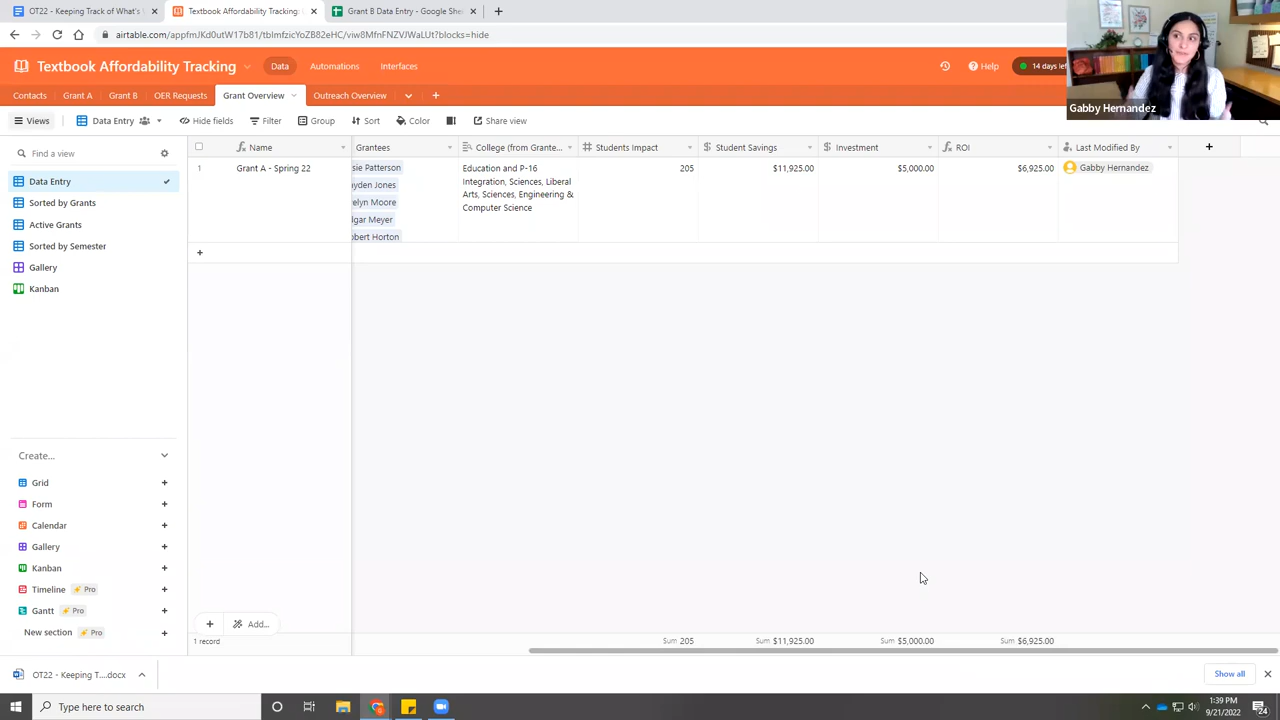 OT22 - Keeping Track of What's
Textbook Affordability Tracking:
Grant B Data Entry - Google She
airtable.com/appfmJKd0utW17b81/tblmfzicYoZB82eHC/viw8MfnFNZVJWaLUt?blocks=hide
Textbook Affordability Tracking
Data
Automations
Interfaces
Help
14 days left
Gabby Hernandez
Contacts
Grant A
Grant B
OER Requests
Grant Overview
Outreach Overview
Views
Data Entry
Hide fields
Filter
Group
Sort
Color
Share view
Find a view
Data Entry
Sorted by Grants
Active Grants
Sorted by Semester
Gallery
Kanban
Name
Grantees
College (from Grante...
Students Impact
Student Savings
Investment
ROI
Last Modified By
1
Grant A - Spring 22
sie Patterson
ayden Jones
elyn Moore
dgar Meyer
obert Horton
Education and P-16
Integration, Sciences, Liberal
Arts, Sciences, Engineering &
Computer Science
205
$11,925.00
$5,000.00
$6,925.00
Gabby Hernandez
Create...
Grid
Form
Calendar
Gallery
Kanban
Timeline Pro
Gantt Pro
New section Pro
Add...
1 record
Sum 205
Sum $11,925.00
Sum $5,000.00
Sum $6,925.00
OT22 - Keeping T....docx
Show all
Type here to search
1:39 PM
9/21/2022
24